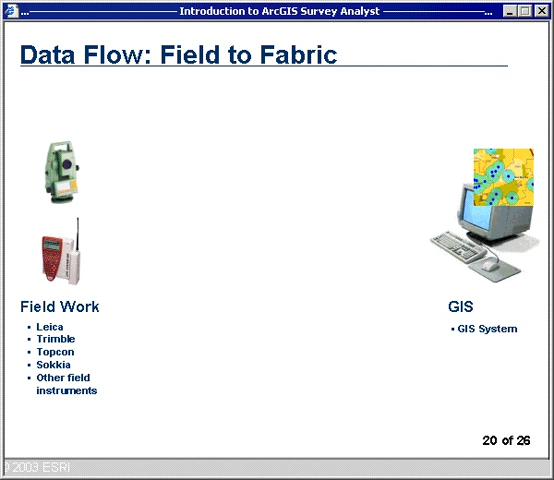 ... Introduction to ArcGIS Survey Analyst ...
Data Flow: Field to Fabric
Field Work
▪ Leica
▪ Trimble
▪ Topcon
▪ Sokkia
▪ Other field
instruments
GIS
▪ GIS System
20 of 26
© 2003 ESRI